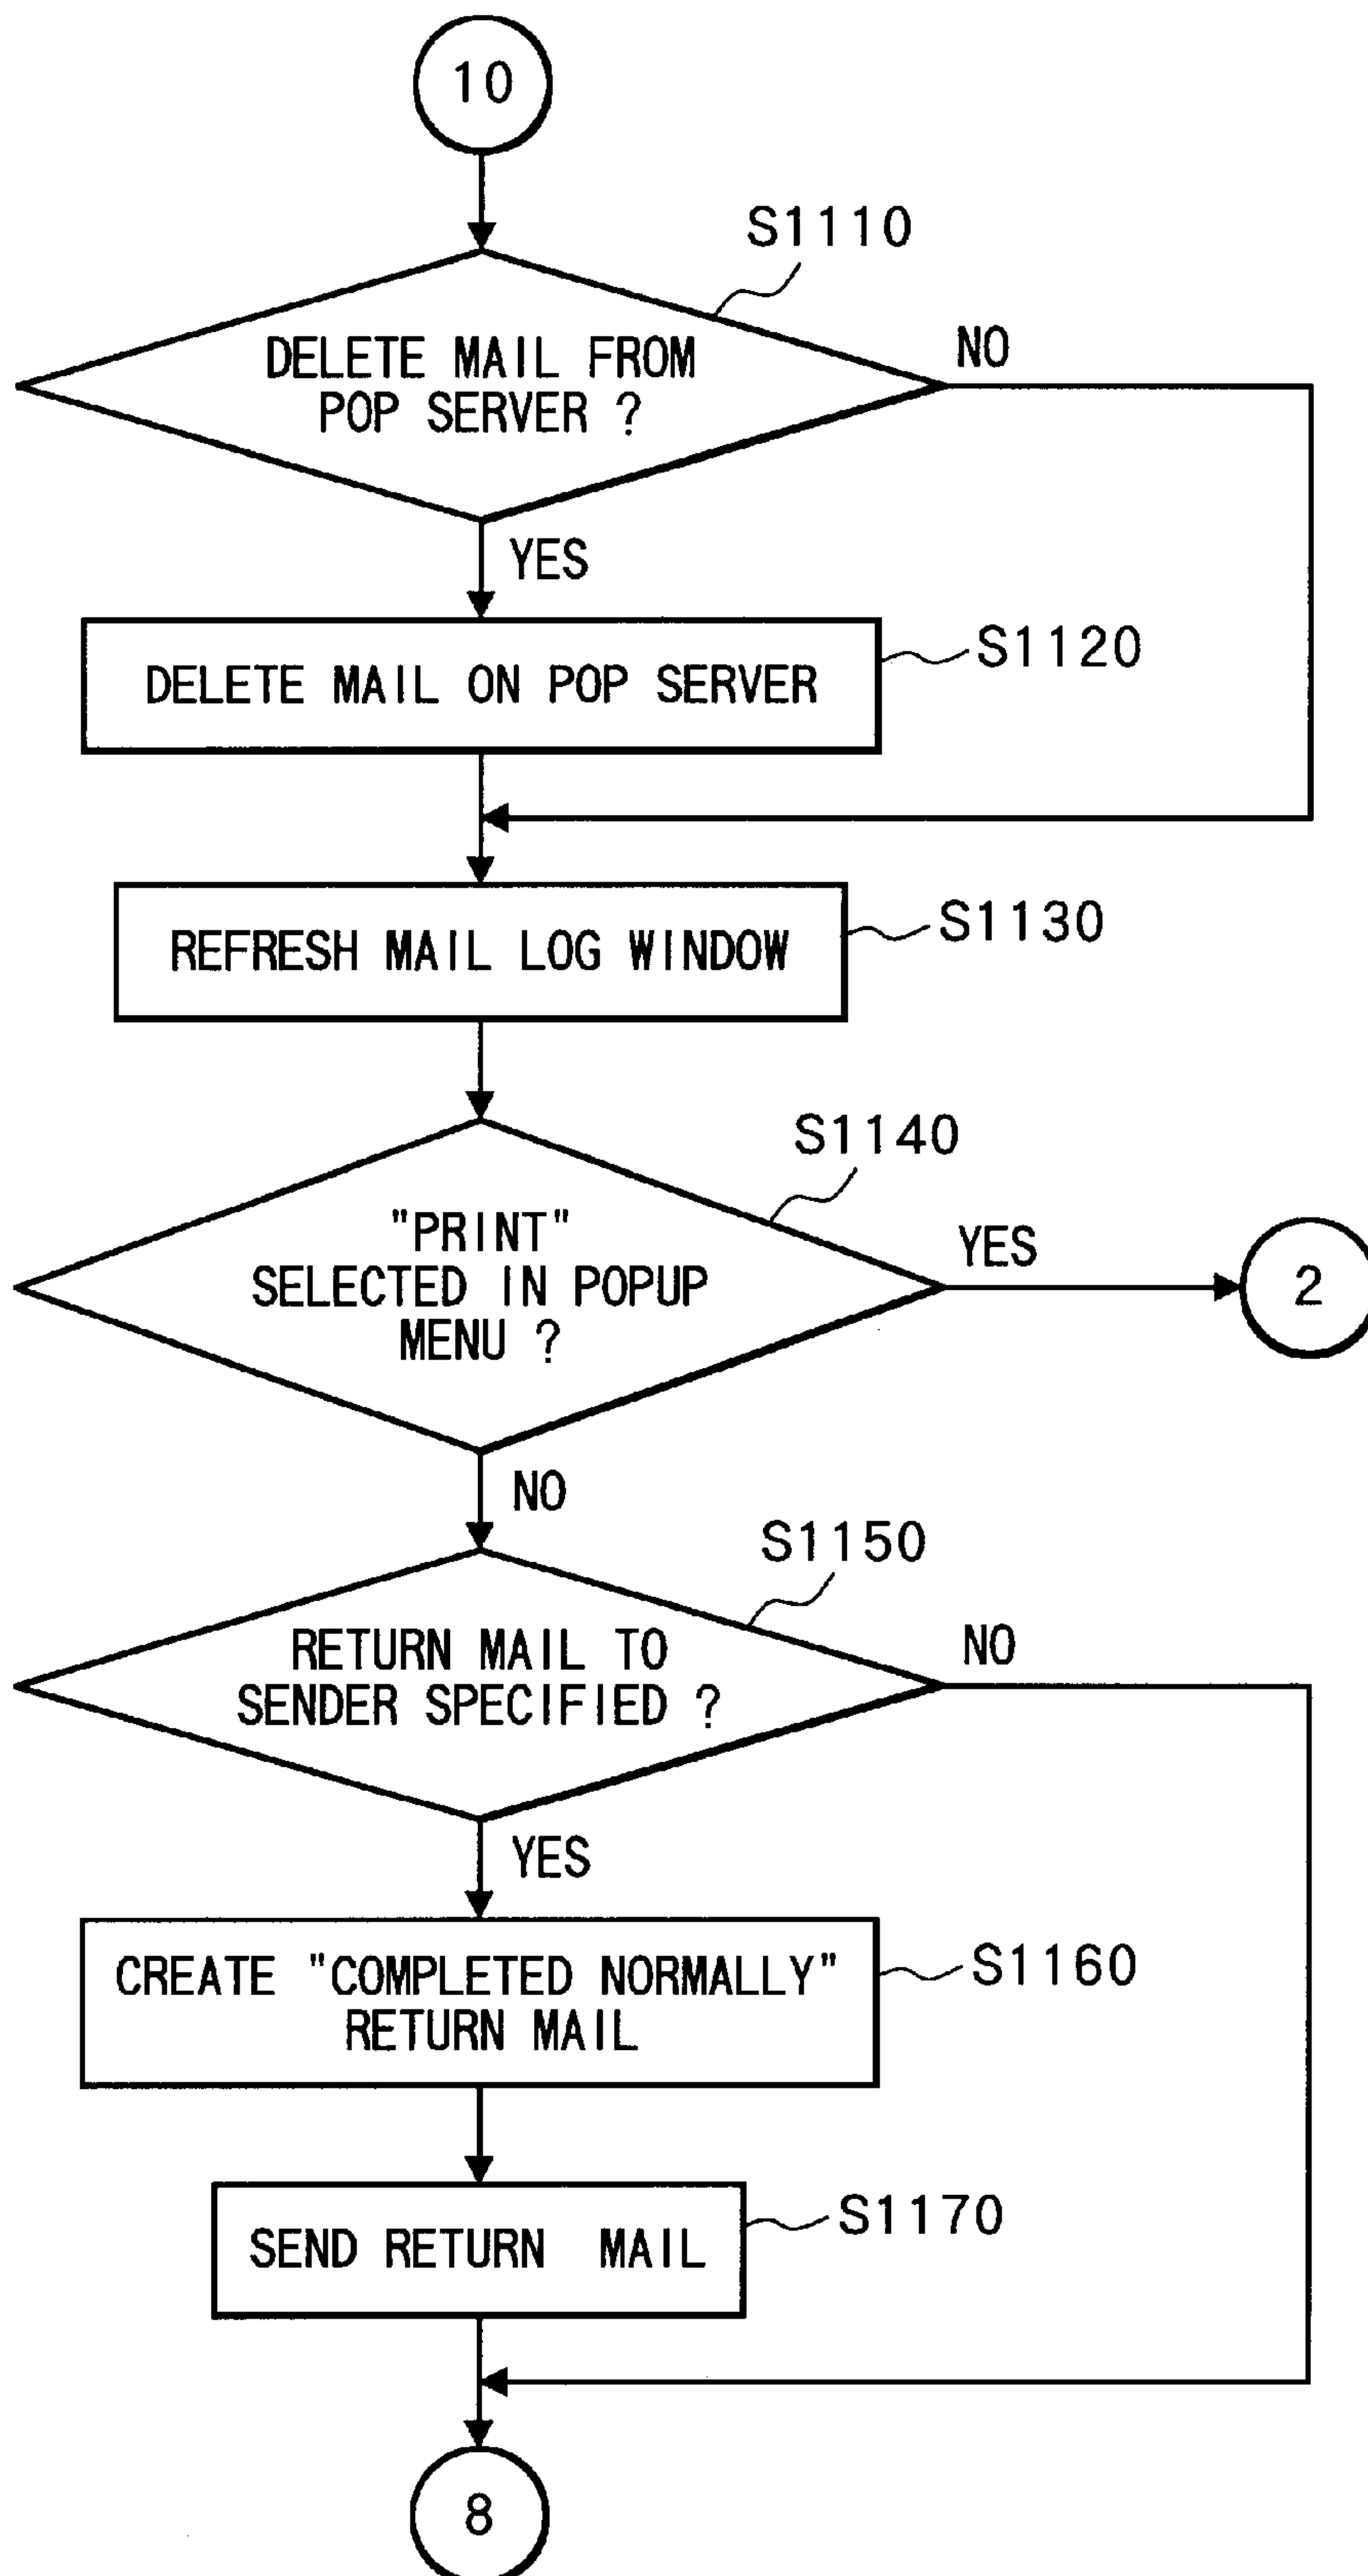 10
S1110
DELETE MAIL FROM
POP SERVER ?
NO
YES
DELETE MAIL ON POP SERVER
S1120
REFRESH MAIL LOG WINDOW
S1130
S1140
"PRINT"
SELECTED IN POPUP
MENU ?
YES
2
NO
S1150
RETURN MAIL TO
SENDER SPECIFIED ?
NO
YES
CREATE "COMPLETED NORMALLY"
RETURN MAIL
S1160
SEND RETURN MAIL
S1170
8